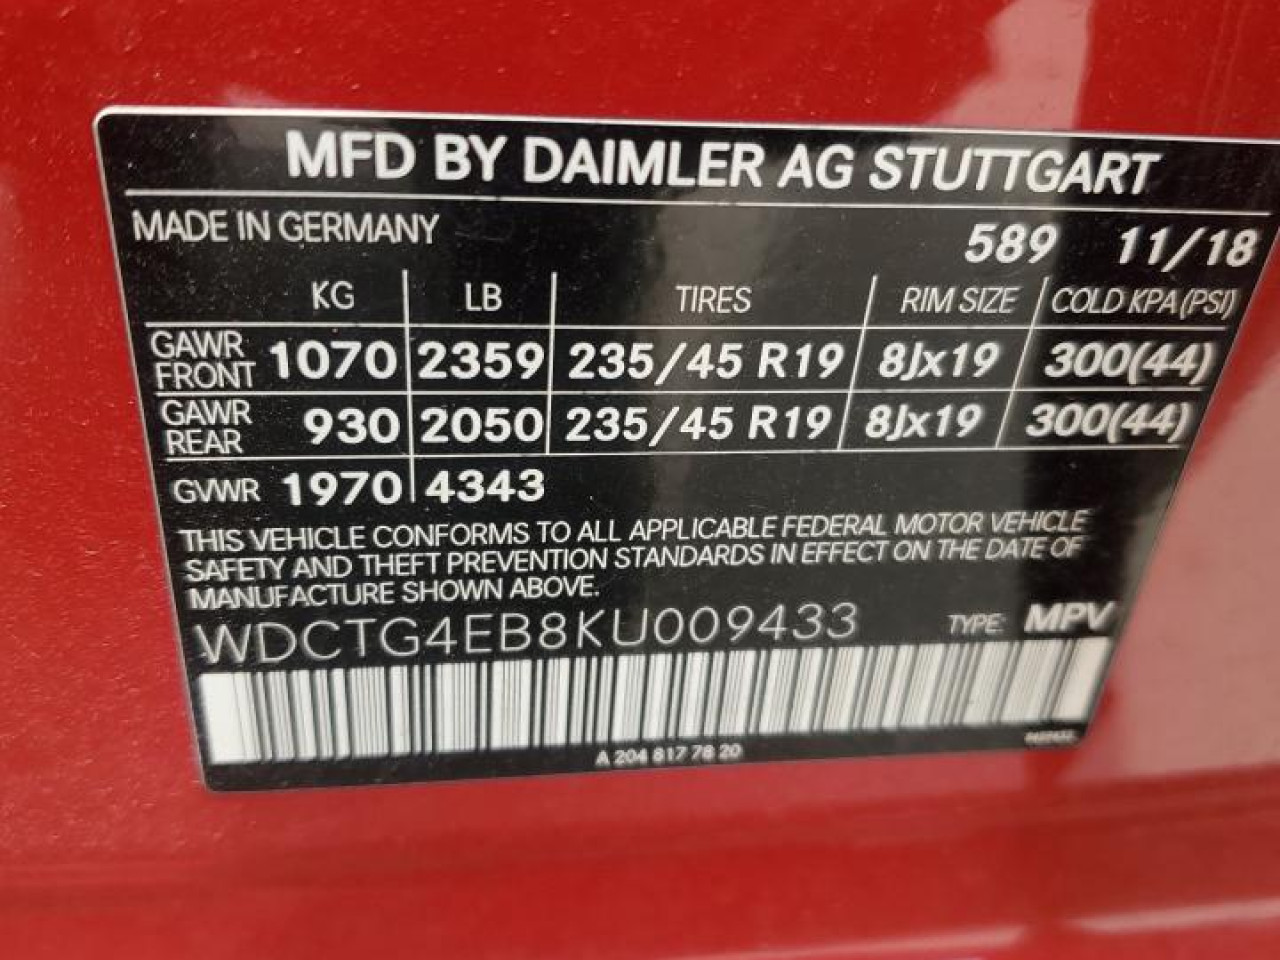 MFD BY DAIMLER AG STUTTGART
MADE IN GERMANY 589 11/18
KG LB TIRES RIM SIZE COLD KPA (PSI)
GAWR FRONT 1070 2359 235/45 R19 8Jx19 300(44)
GAWR REAR 930 2050 235/45 R19 8Jx19 300(44)
GVWR 1970 4343
THIS VEHICLE CONFORMS TO ALL APPLICABLE FEDERAL MOTOR VEHICLE
SAFETY AND THEFT PREVENTION STANDARDS IN EFFECT ON THE DATE OF
MANUFACTURE SHOWN ABOVE.
WDCTG4EB8KU009433 TYPE: MPV
A 204 817 78 20